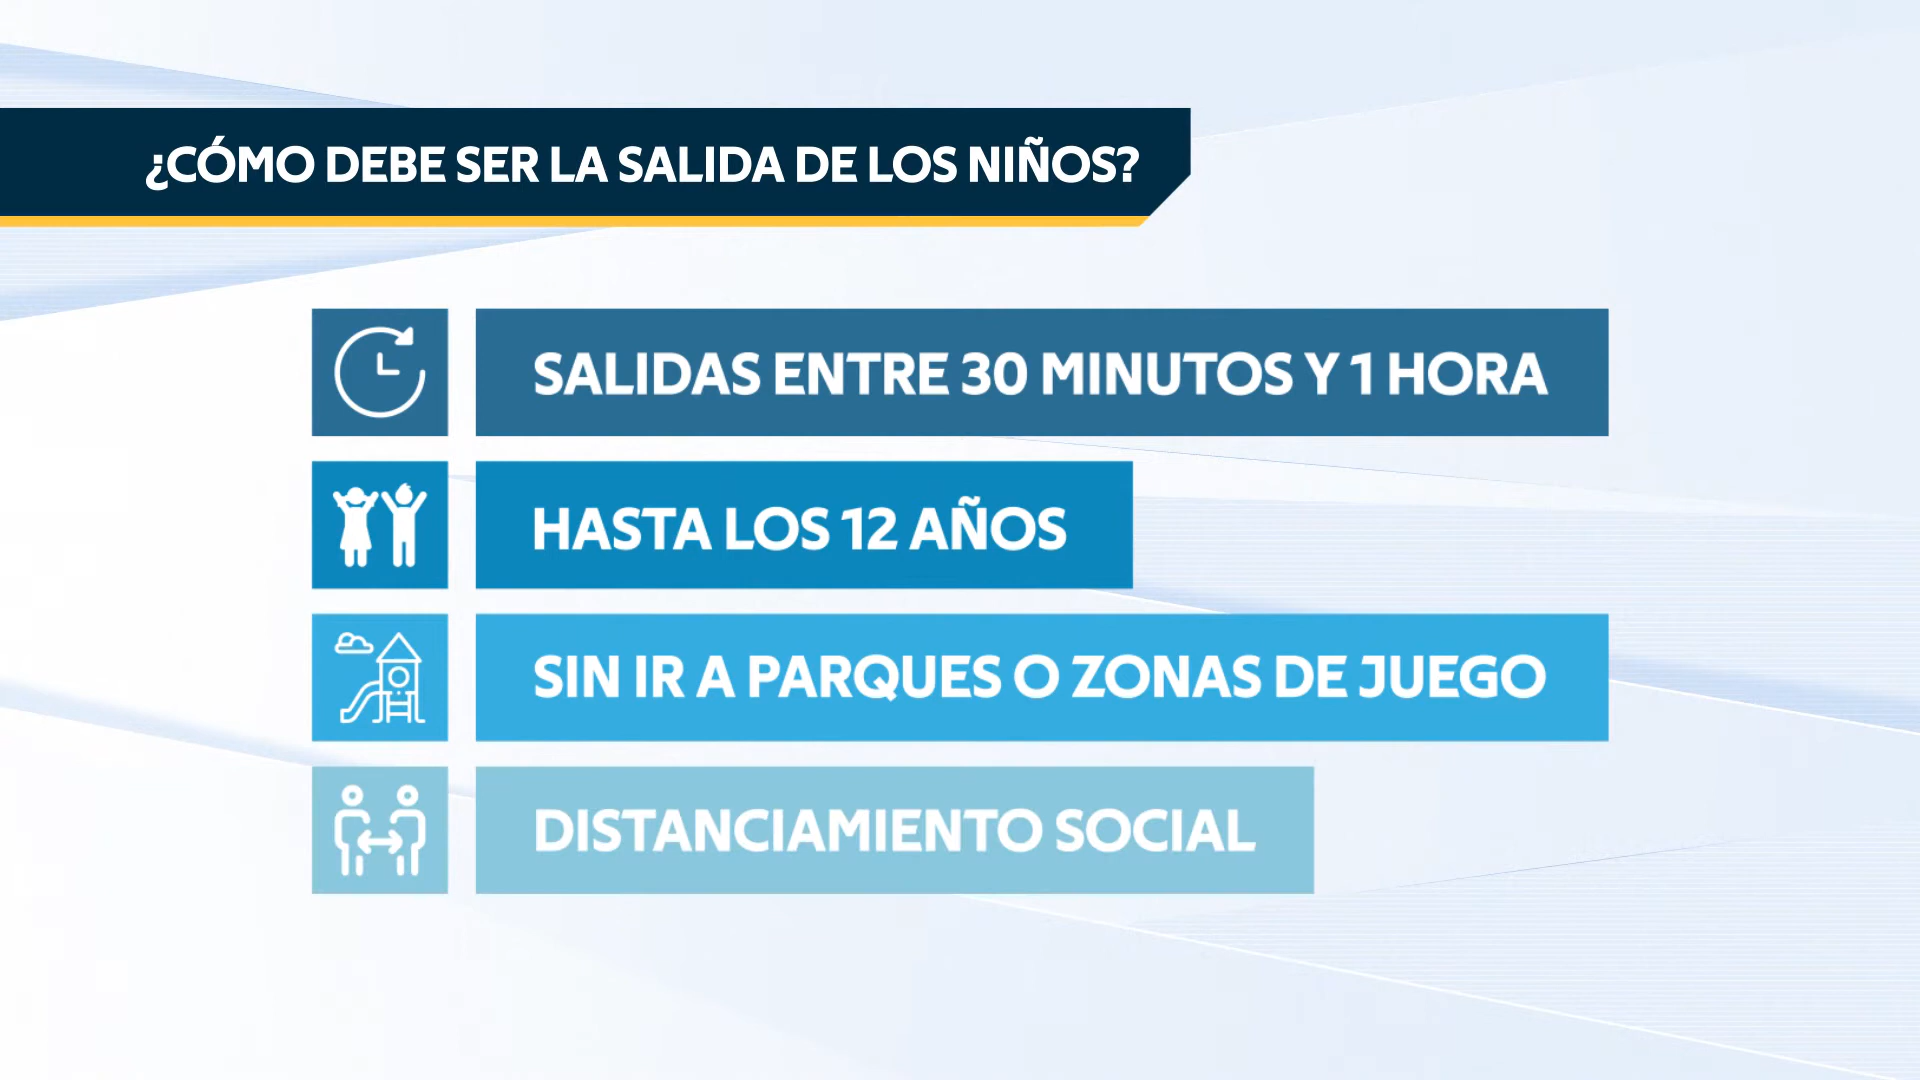 ¿CÓMO DEBE SER LA SALIDA DE LOS NIÑOS?
SALIDAS ENTRE 30 MINUTOS Y 1 HORA
HASTA LOS 12 AÑOS
SIN IR A PARQUES O ZONAS DE JUEGO
DISTANCIAMIENTO SOCIAL